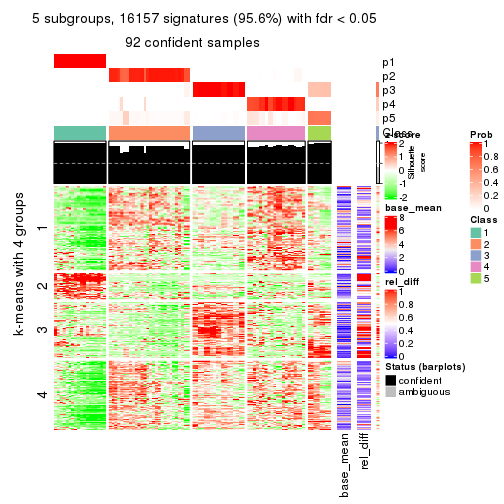 5 subgroups, 16157 signatures (95.6%) with fdr < 0.05
92 confident samples
p1
p2
p3
p4
p5
Class
z-score
2
1
0
-1
-2
Silhouette
score
Prob
1
0.8
0.6
0.4
0.2
0
base_mean
8
6
4
2
0
Class
1
2
3
4
5
rel_diff
1
0.8
0.6
0.4
0.2
0
Status (barplots)
confident
ambiguous
k-means with 4 groups
1
2
3
4
base_mean
rel_diff